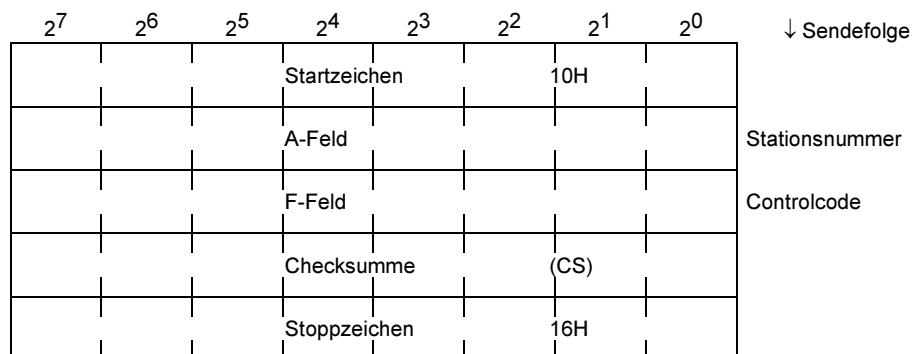 2⁷ 2⁶ 2⁵ 2⁴ 2³ 2² 2¹ 2⁰ ↓ Sendefolge
Startzeichen 10H
A-Feld Stationsnummer
F-Feld Controlcode
Checksumme (CS)
Stoppzeichen 16H